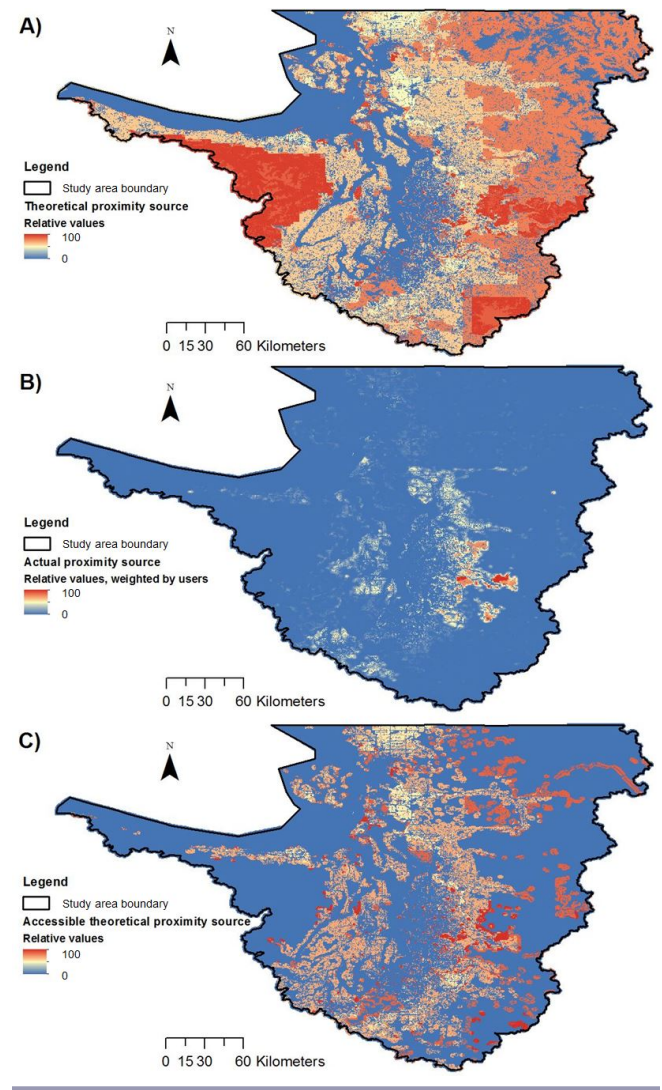 A)
N
Legend
Study area boundary
Theoretical proximity source
Relative values
100
0
0 15 30 60 Kilometers
B)
N
Legend
Study area boundary
Actual proximity source
Relative values, weighted by users
100
0
0 15 30 60 Kilometers
C)
N
Legend
Study area boundary
Accessible theoretical proximity source
Relative values
100
0
0 15 30 60 Kilometers